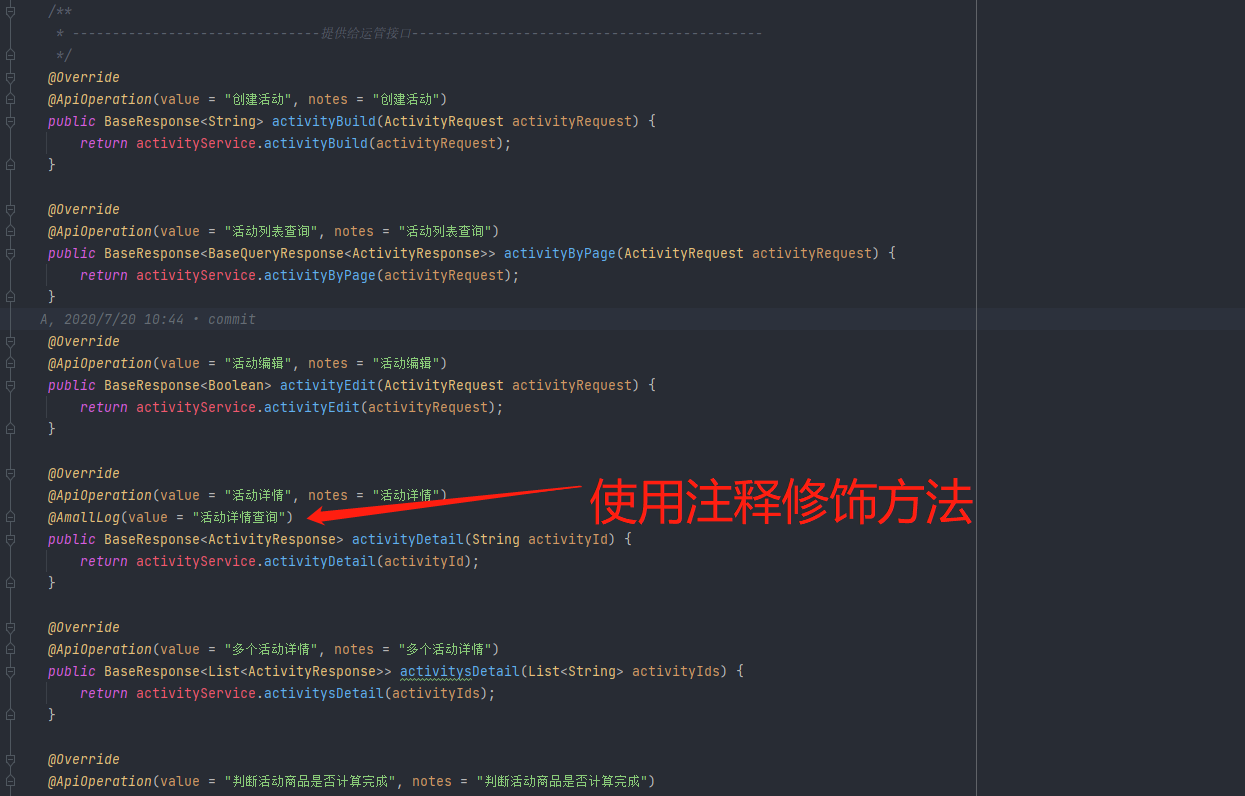 /**
* -------------------------------提供给运管接口--------------------------------------------
*/
@Override
@ApiOperation(value = "创建活动", notes = "创建活动")
public BaseResponse<String> activityBuild(ActivityRequest activityRequest) {
return activityService.activityBuild(activityRequest);
}
@Override
@ApiOperation(value = "活动列表查询", notes = "活动列表查询")
public BaseResponse<BaseQueryResponse<ActivityResponse>> activityByPage(ActivityRequest activityRequest) {
return activityService.activityByPage(activityRequest);
}
A, 2020/7/20 10:44 • commit
@Override
@ApiOperation(value = "活动编辑", notes = "活动编辑")
public BaseResponse<Boolean> activityEdit(ActivityRequest activityRequest) {
return activityService.activityEdit(activityRequest);
}
@Override
@ApiOperation(value = "活动详情", notes = "活动详情")
@AmallLog(value = "活动详情查询")
使用注释修饰方法
public BaseResponse<ActivityResponse> activityDetail(String activityId) {
return activityService.activityDetail(activityId);
}
@Override
@ApiOperation(value = "多个活动详情", notes = "多个活动详情")
public BaseResponse<List<ActivityResponse>> activitysDetail(List<String> activityIds) {
return activityService.activitysDetail(activityIds);
}
@Override
@ApiOperation(value = "判断活动商品是否计算完成", notes = "判断活动商品是否计算完成")